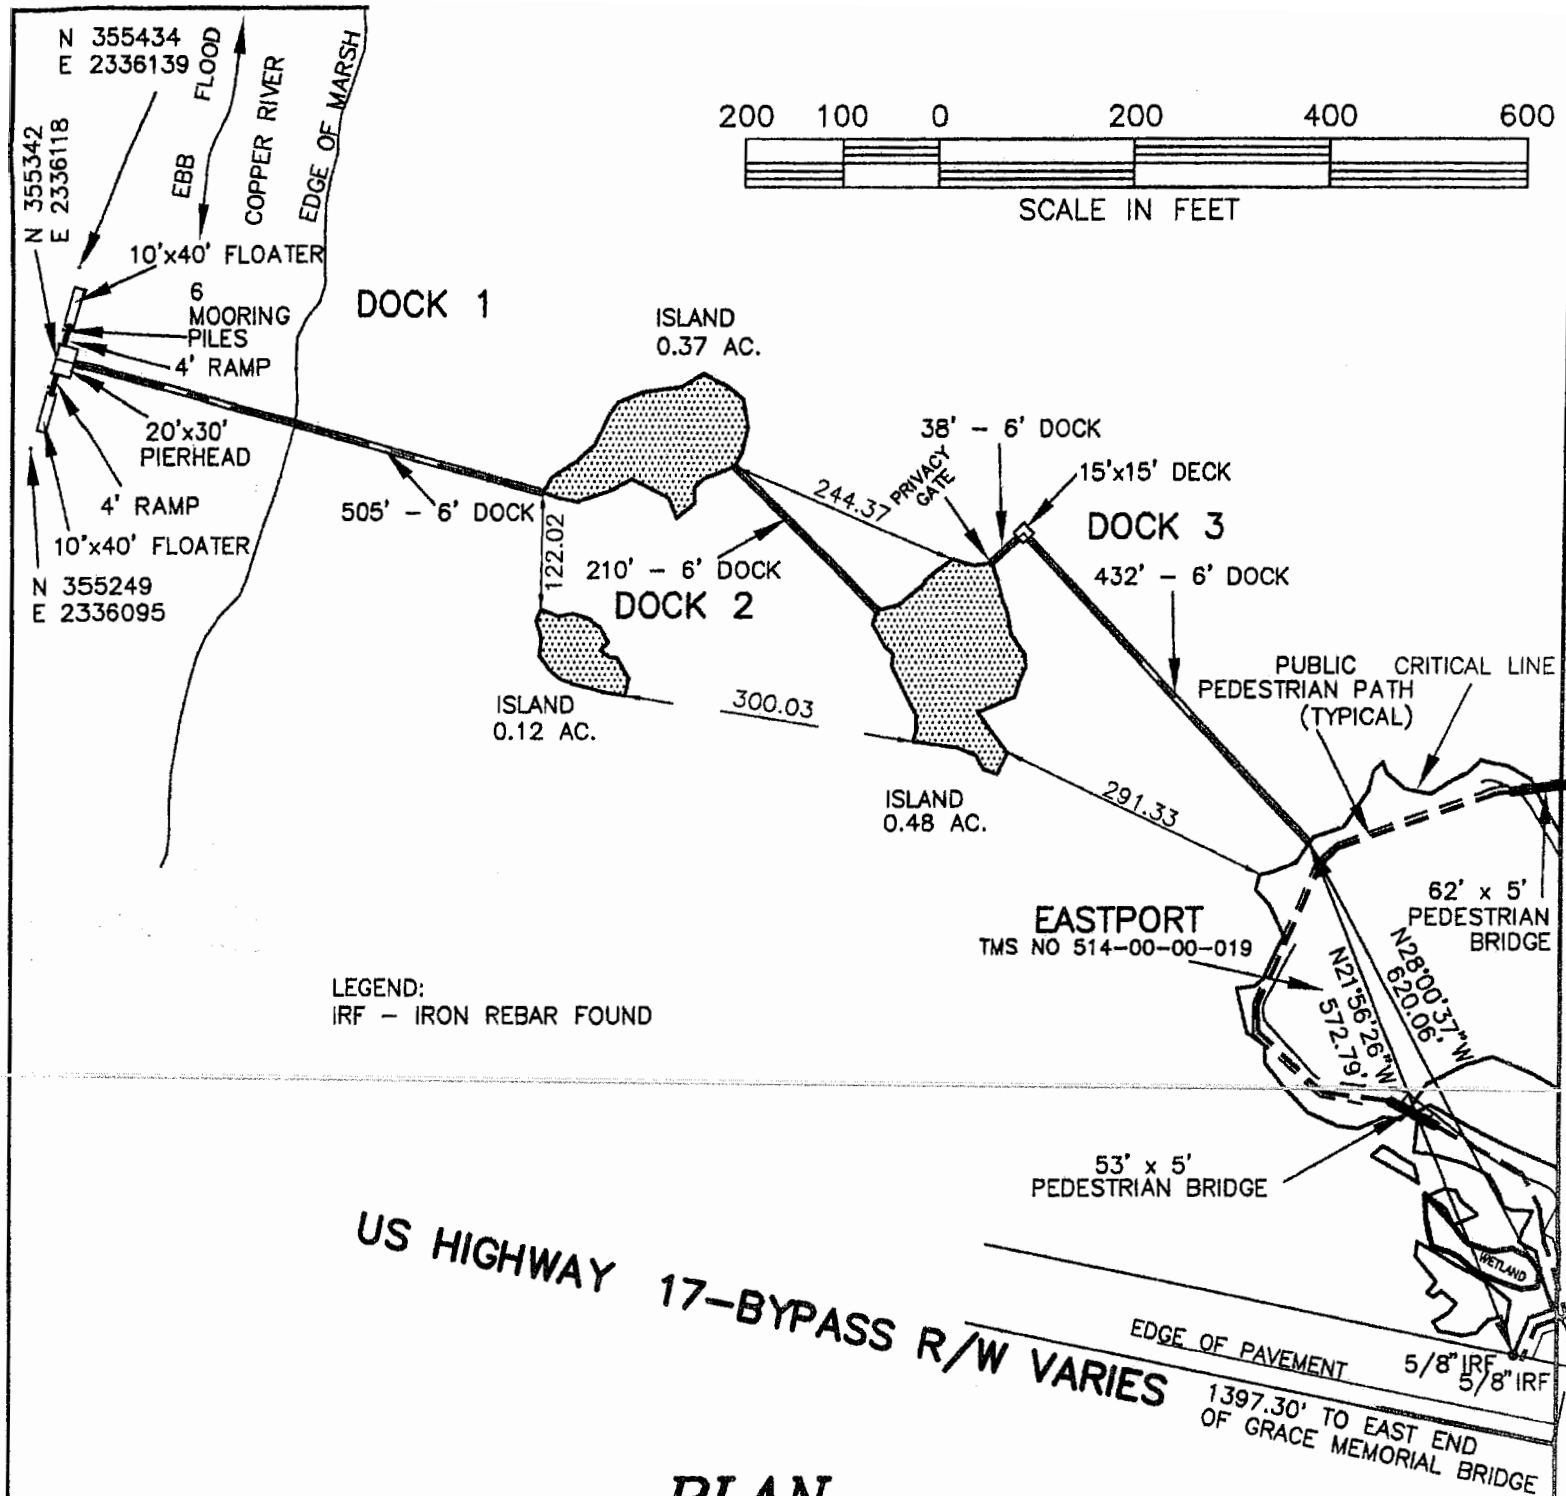 N 355434
E 2336139
FLOOD
EBB
COPPER RIVER
EDGE OF MARSH
N 355342
E 2336118
200 100 0 200 400 600
SCALE IN FEET
10'x40' FLOATER
6
MOORING
PILES
4' RAMP
DOCK 1
ISLAND
0.37 AC.
20'x30'
PIERHEAD
4' RAMP
10'x40' FLOATER
N 355249
E 2336095
505' - 6' DOCK
122.02
244.37
PRIVACY
GATE
38' - 6' DOCK
15'x15' DECK
DOCK 3
432' - 6' DOCK
210' - 6' DOCK
DOCK 2
ISLAND
0.12 AC.
300.03
PUBLIC
PEDESTRIAN PATH
(TYPICAL)
CRITICAL LINE
ISLAND
0.48 AC.
291.33
62' x 5'
PEDESTRIAN
BRIDGE
EASTPORT
TMS NO 514-00-00-019
N28°00'37"W
620.06'
N21°56'26"W
572.79'
LEGEND:
IRF - IRON REBAR FOUND
53' x 5'
PEDESTRIAN BRIDGE
WETLAND
US HIGHWAY 17-BYPASS R/W VARIES
EDGE OF PAVEMENT
5/8" IRF
5/8" IRF
1397.30' TO EAST END
OF GRACE MEMORIAL BRIDGE
PLAN